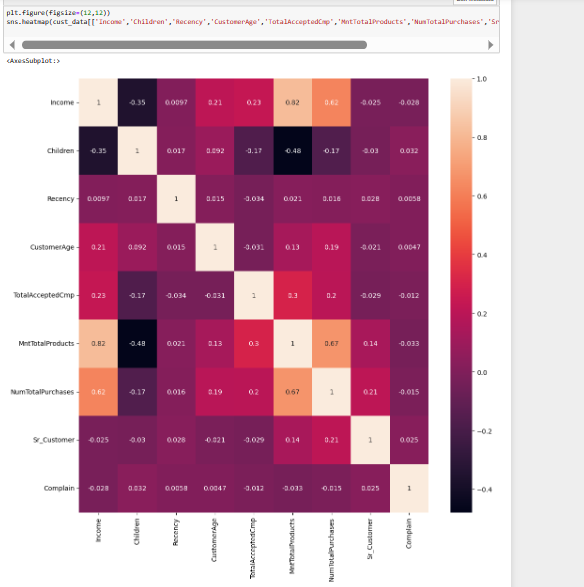 plt.figure(figsize=(12,12))
sns.heatmap(cust_data[['Income','Children','Recency','CustomerAge','TotalAcceptedCmp','MntTotalProducts','NumTotalPurchases','Sr
<AxesSubplot:>
Income 1 -0.35 0.0097 0.21 0.23 0.82 0.62 -0.025 -0.028
Children -0.35 1 0.017 0.092 -0.17 -0.48 -0.17 -0.03 0.032
Recency 0.0097 0.017 1 0.015 -0.034 0.021 0.016 0.028 0.0058
CustomerAge 0.21 0.092 0.015 1 -0.031 0.13 0.19 -0.021 0.0047
TotalAcceptedCmp 0.23 -0.17 -0.034 -0.031 1 0.3 0.2 -0.029 -0.012
MntTotalProducts 0.82 -0.48 0.021 0.13 0.3 1 0.67 0.14 -0.033
NumTotalPurchases 0.62 -0.17 0.016 0.19 0.2 0.67 1 0.21 -0.015
Sr_Customer -0.025 -0.03 0.028 -0.021 -0.029 0.14 0.21 1 0.025
Complain -0.028 0.032 0.0058 0.0047 -0.012 -0.033 -0.015 0.025 1
Income
Children
Recency
CustomerAge
TotalAcceptedCmp
MntTotalProducts
NumTotalPurchases
Sr_Customer
Complain
1.0
0.8
0.6
0.4
0.2
0.0
-0.2
-0.4